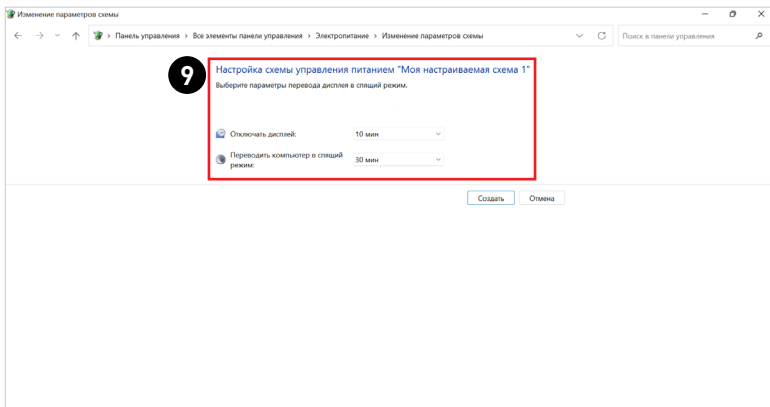 Изменение параметров схемы
Панель управления > Все элементы панели управления > Электропитание > Изменение параметров схемы
Поиск в панели управления
9
Настройка схемы управления питанием "Моя настраиваемая схема 1"
Выберите параметры перевода дисплея в спящий режим.
Отключать дисплей: 10 мин
Переводить компьютер в спящий
режим: 30 мин
Создать Отмена